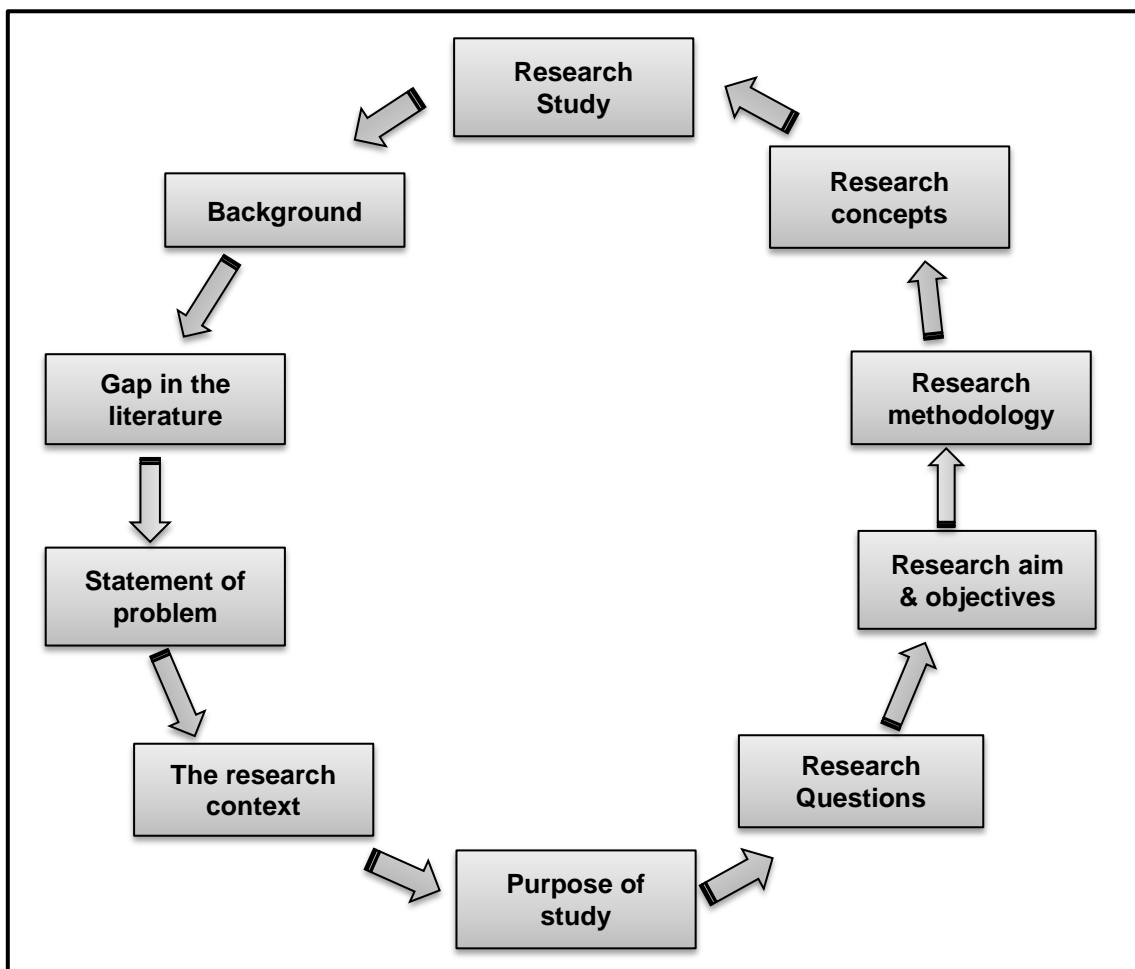 Research
Study
Background
Gap in the
literature
Statement of
problem
The research
context
Purpose of
study
Research
Questions
Research aim
& objectives
Research
methodology
Research
concepts